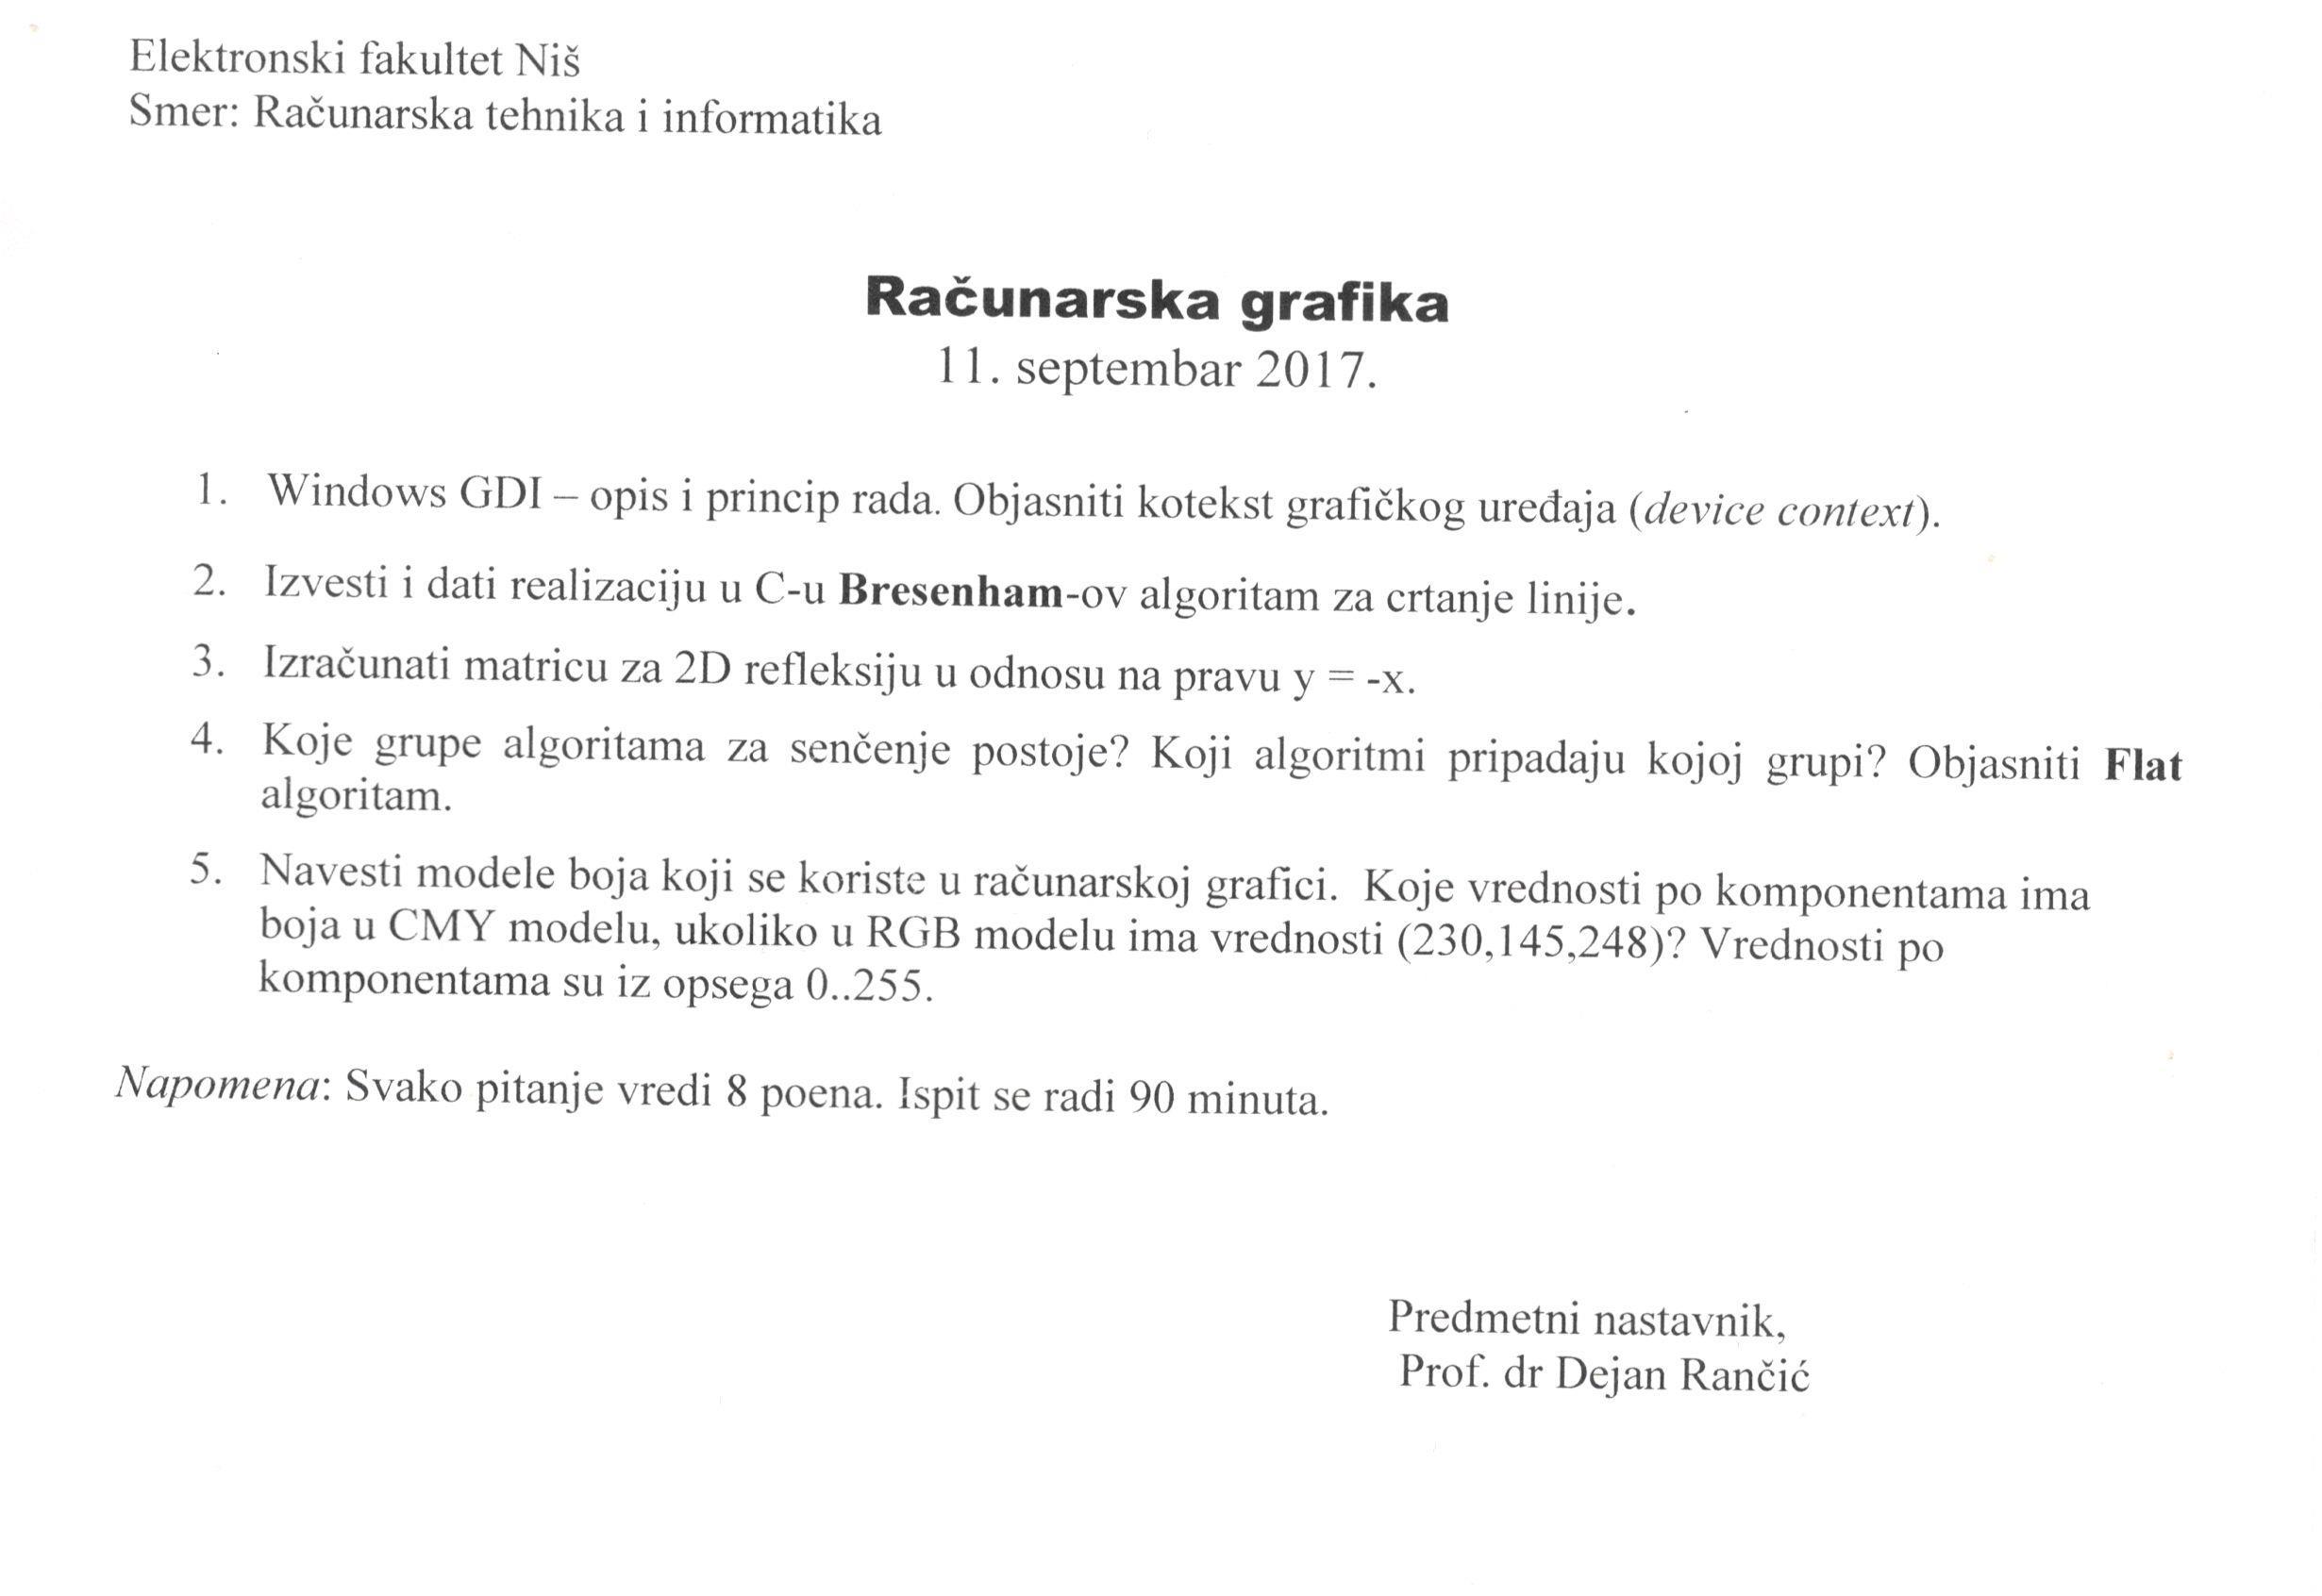 Elektronski fakultet Niš
Smer: Računarska tehnika i informatika
Računarska grafika
11. septembar 2017.
1. Windows GDI – opis i princip rada. Objasniti kotekst grafičkog uređaja (device context).
2. Izvesti i dati realizaciju u C-u Bresenham-ov algoritam za crtanje linije.
3. Izračunati matricu za 2D refleksiju u odnosu na pravu y = -x.
4. Koje grupe algoritama za senčenje postoje? Koji algoritmi pripadaju kojoj grupi? Objasniti Flat
algoritam.
5. Navesti modele boja koji se koriste u računarskoj grafici. Koje vrednosti po komponentama ima
boja u CMY modelu, ukoliko u RGB modelu ima vrednosti (230,145,248)? Vrednosti po
komponentama su iz opsega 0..255.
Napomena: Svako pitanje vredi 8 poena. Ispit se radi 90 minuta.
Predmetni nastavnik,
Prof. dr Dejan Rančić